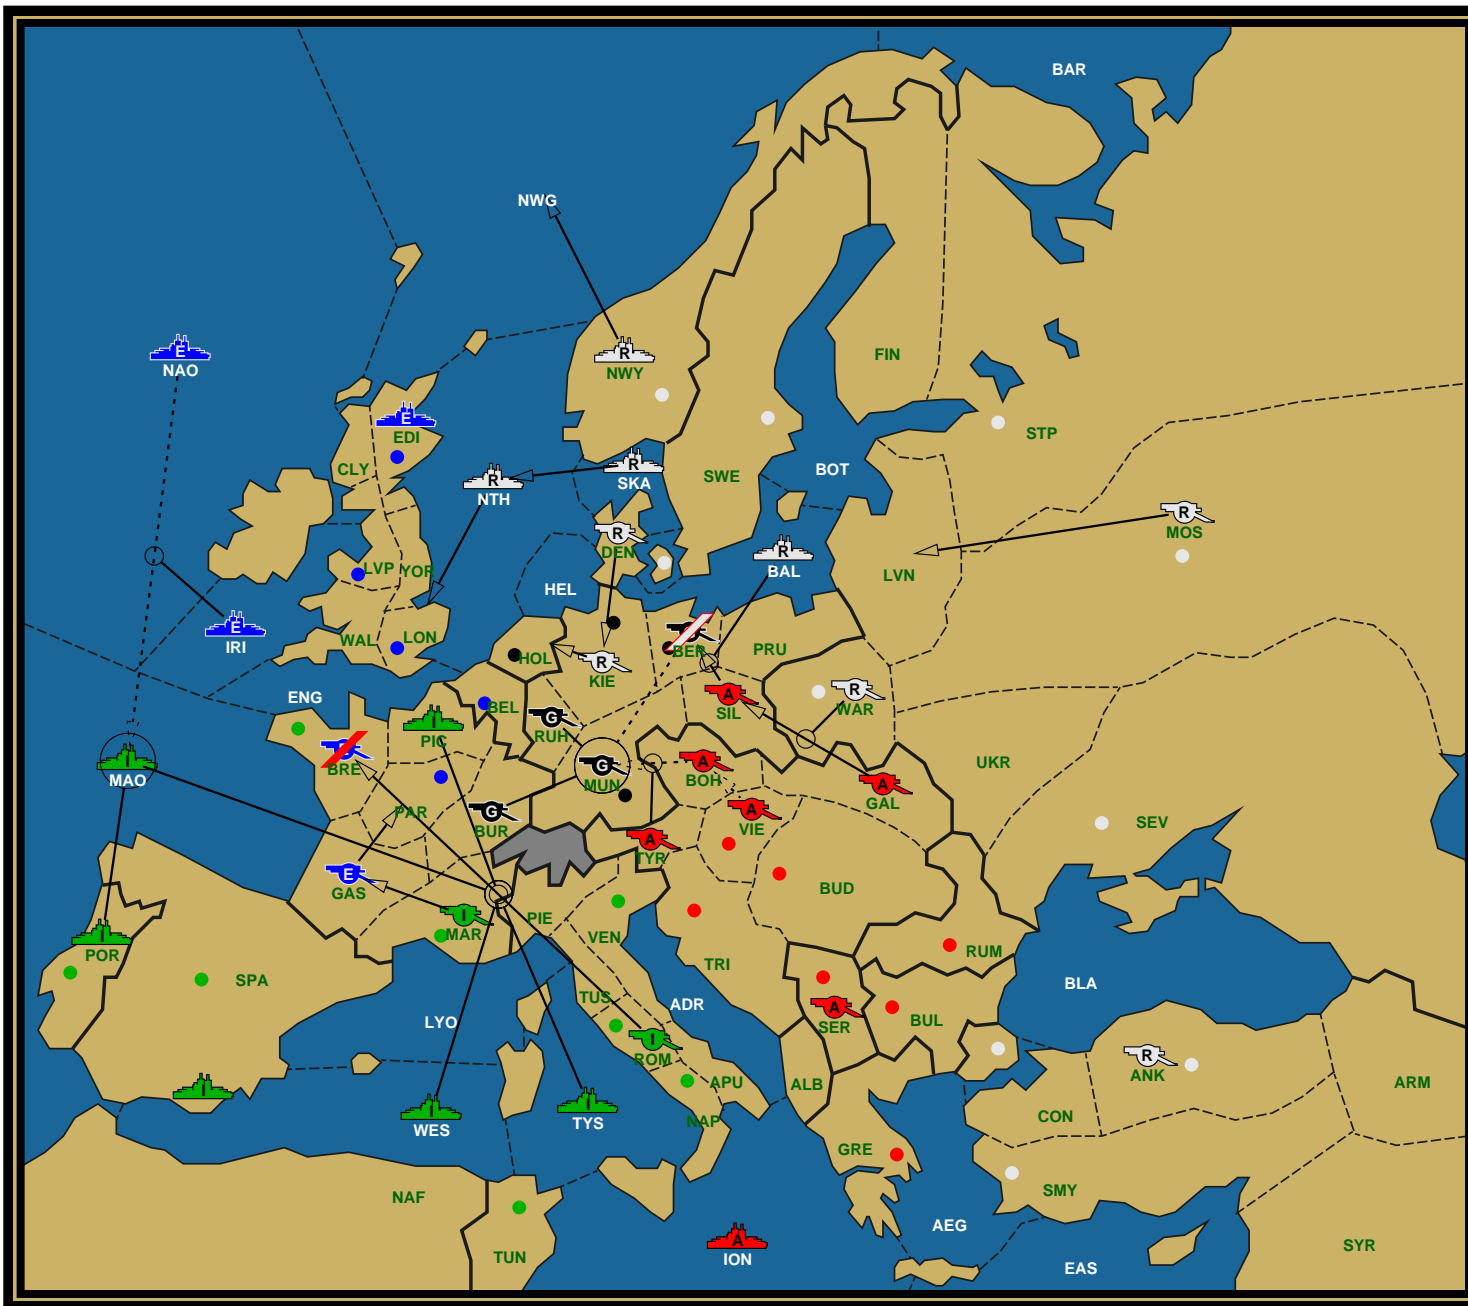 BAR
NWG
E
NAO
R
NWY
FIN
E
EDI
STP
CLY
R
SKA
SWE
BOT
R
NTH
R
MOS
R
DEN
R
BAL
LVP
YOR
HEL
LVN
E
IRI
WAL
LON
HOL
R
KIE
BER
PRU
ENG
BEL
A
SIL
R
WAR
I
PIC
G
RUH
BRE
I
MAO
G
MUN
A
BOH
UKR
A
GAL
PAR
G
BUR
A
VIE
SEV
A
TYR
E
GAS
BUD
I
MAR
PIE
I
POR
VEN
SPA
TRI
RUM
BLA
TUS
ADR
LYO
A
SER
BUL
I
ROM
R
ANK
I
APU
ALB
ARM
I
WES
I
TYS
NAP
CON
GRE
NAF
SMY
AEG
TUN
A
ION
SYR
EAS